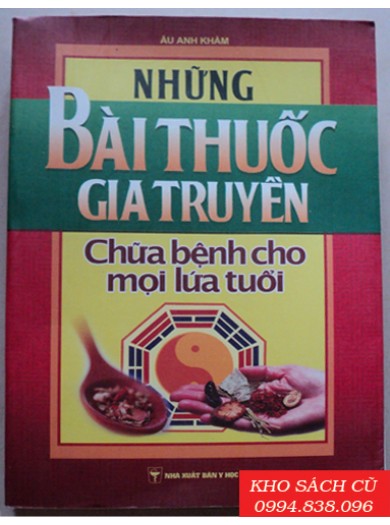 ÂU ANH KHÂM
NHỮNG
BÀI THUỐC
GIA TRUYỀN
Chữa bệnh cho
mọi lứa tuổi
NHÀ XUẤT BẢN Y HỌC
KHO SÁCH CŨ
0994.838.096